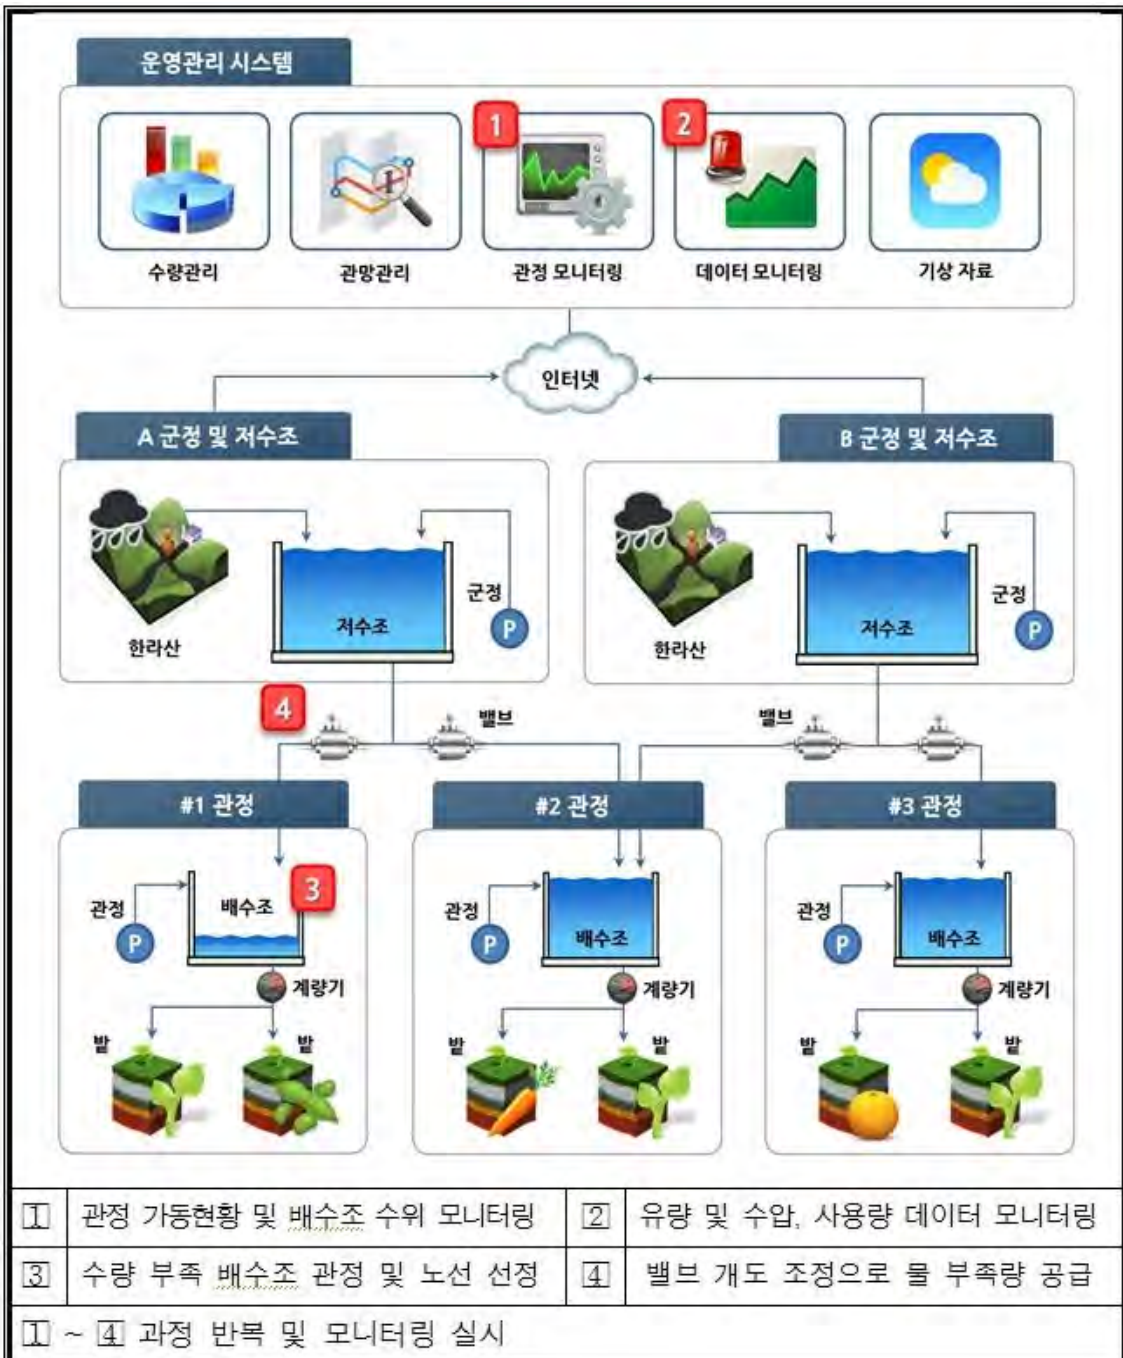 운영관리 시스템
1
2
수량관리
관망관리
관정 모니터링
데이터 모니터링
기상 자료
인터넷
A 군정 및 저수조
B 군정 및 저수조
한라산
저수조
군정
P
한라산
저수조
군정
P
4
밸브
밸브
#1 관정
#2 관정
#3 관정
관정
P
배수조
3
계량기
밭
밭
관정
P
배수조
계량기
밭
밭
관정
P
배수조
계량기
밭
밭
1 관정 가동현황 및 배수조 수위 모니터링
2 유량 및 수압, 사용량 데이터 모니터링
3 수량 부족 배수조 관정 및 노선 선정
4 밸브 개도 조정으로 물 부족량 공급
1 ~ 4 과정 반복 및 모니터링 실시